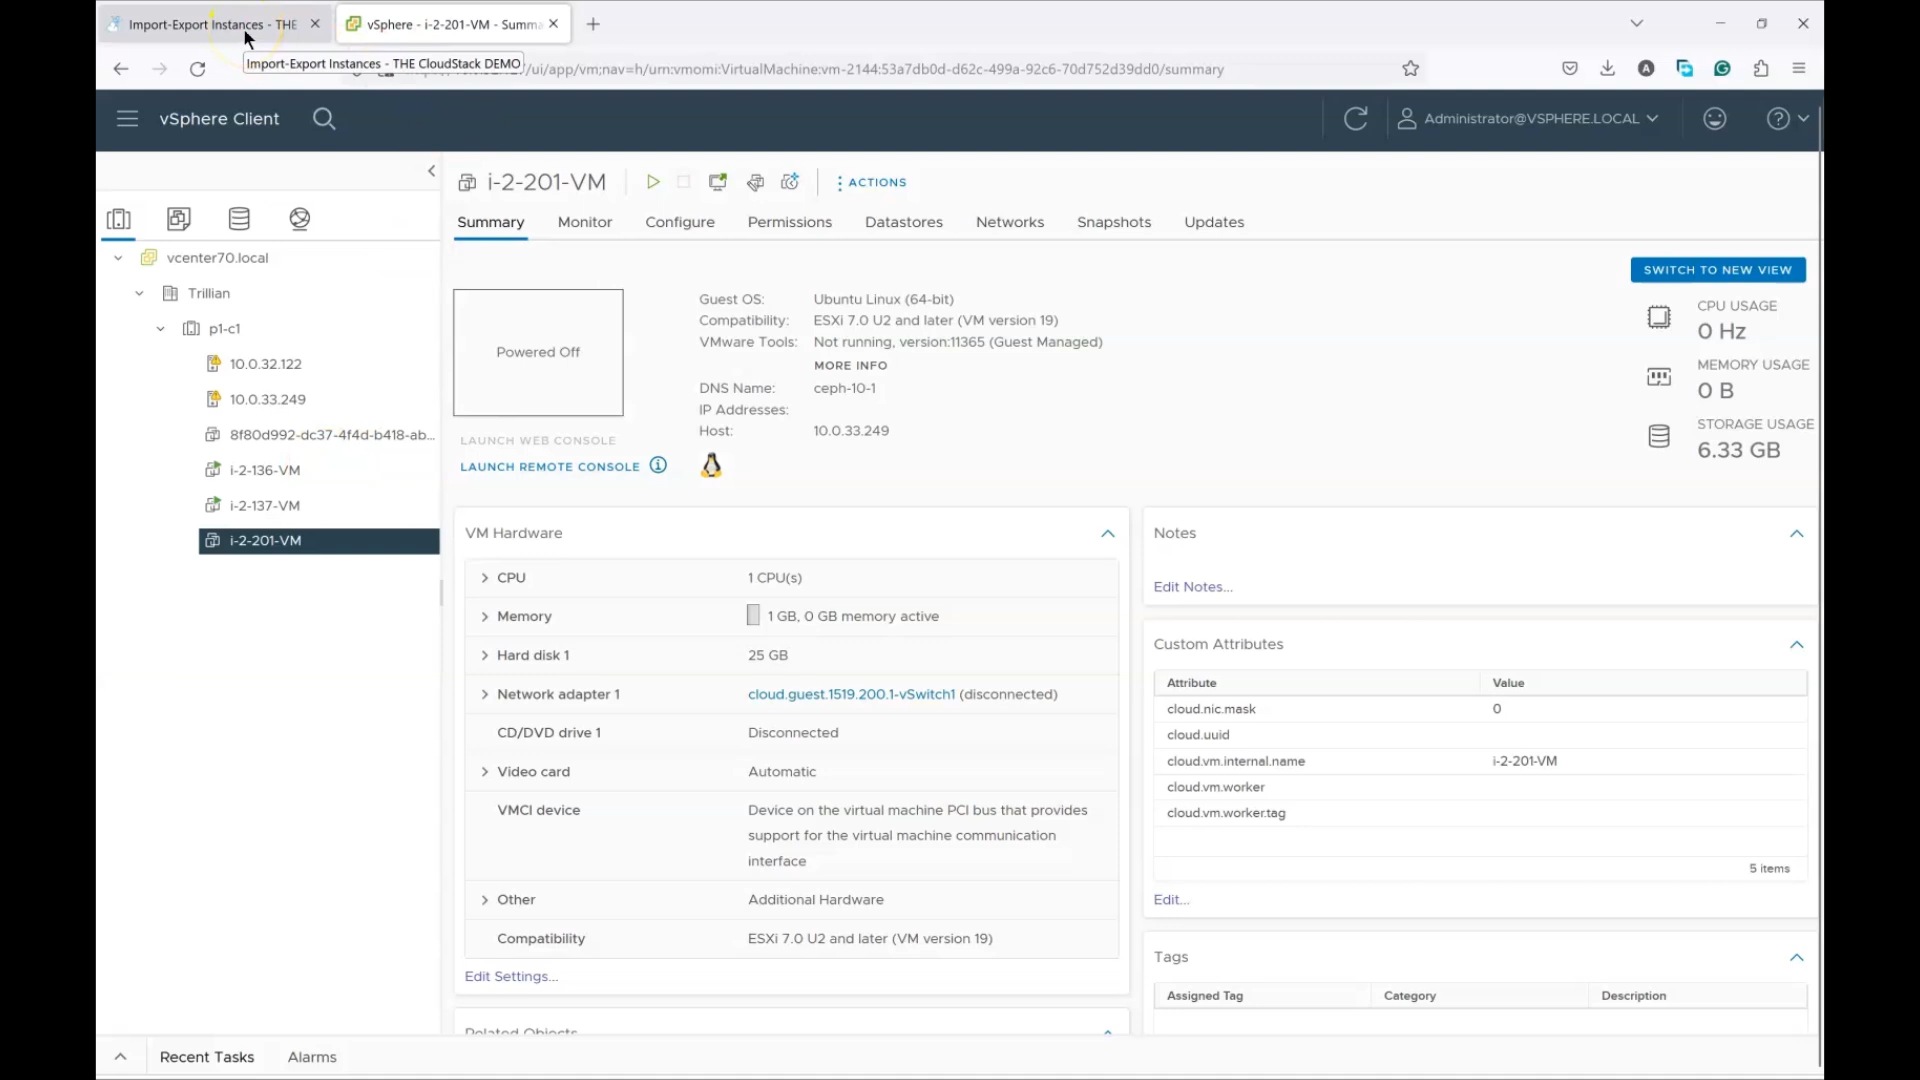 Import-Export Instances - THE
vSphere - i-2-201-VM - Summa
Import-Export Instances - THE CloudStack DEMO
/ui/app/vm;nav=h/urn:vmomi:VirtualMachine:vm-2144:53a7db0d-d62c-499a-92c6-70d752d39dd0/summary
A
vSphere Client
Administrator@VSPHERE.LOCAL
i-2-201-VM
ACTIONS
Summary Monitor Configure Permissions Datastores Networks Snapshots Updates
vcenter70.local
Trillian
p1-c1
10.0.32.122
10.0.33.249
8f80d992-dc37-4f4d-b418-ab...
i-2-136-VM
i-2-137-VM
i-2-201-VM
SWITCH TO NEW VIEW
Powered Off
LAUNCH WEB CONSOLE
LAUNCH REMOTE CONSOLE
Guest OS: Ubuntu Linux (64-bit)
Compatibility: ESXi 7.0 U2 and later (VM version 19)
VMware Tools: Not running, version:11365 (Guest Managed)
MORE INFO
DNS Name: ceph-10-1
IP Addresses:
Host: 10.0.33.249
CPU USAGE
0 Hz
MEMORY USAGE
0 B
STORAGE USAGE
6.33 GB
VM Hardware
CPU 1 CPU(s)
Memory 1 GB, 0 GB memory active
Hard disk 1 25 GB
Network adapter 1 cloud.guest.1519.200.1-vSwitch1 (disconnected)
CD/DVD drive 1 Disconnected
Video card Automatic
VMCI device Device on the virtual machine PCI bus that provides
support for the virtual machine communication
interface
Other Additional Hardware
Compatibility ESXi 7.0 U2 and later (VM version 19)
Edit Settings...
Related Objects
Notes
Edit Notes...
Custom Attributes
Attribute Value
cloud.nic.mask 0
cloud.uuid
cloud.vm.internal.name i-2-201-VM
cloud.vm.worker
cloud.vm.worker.tag
5 items
Edit...
Tags
Assigned Tag Category Description
Recent Tasks Alarms